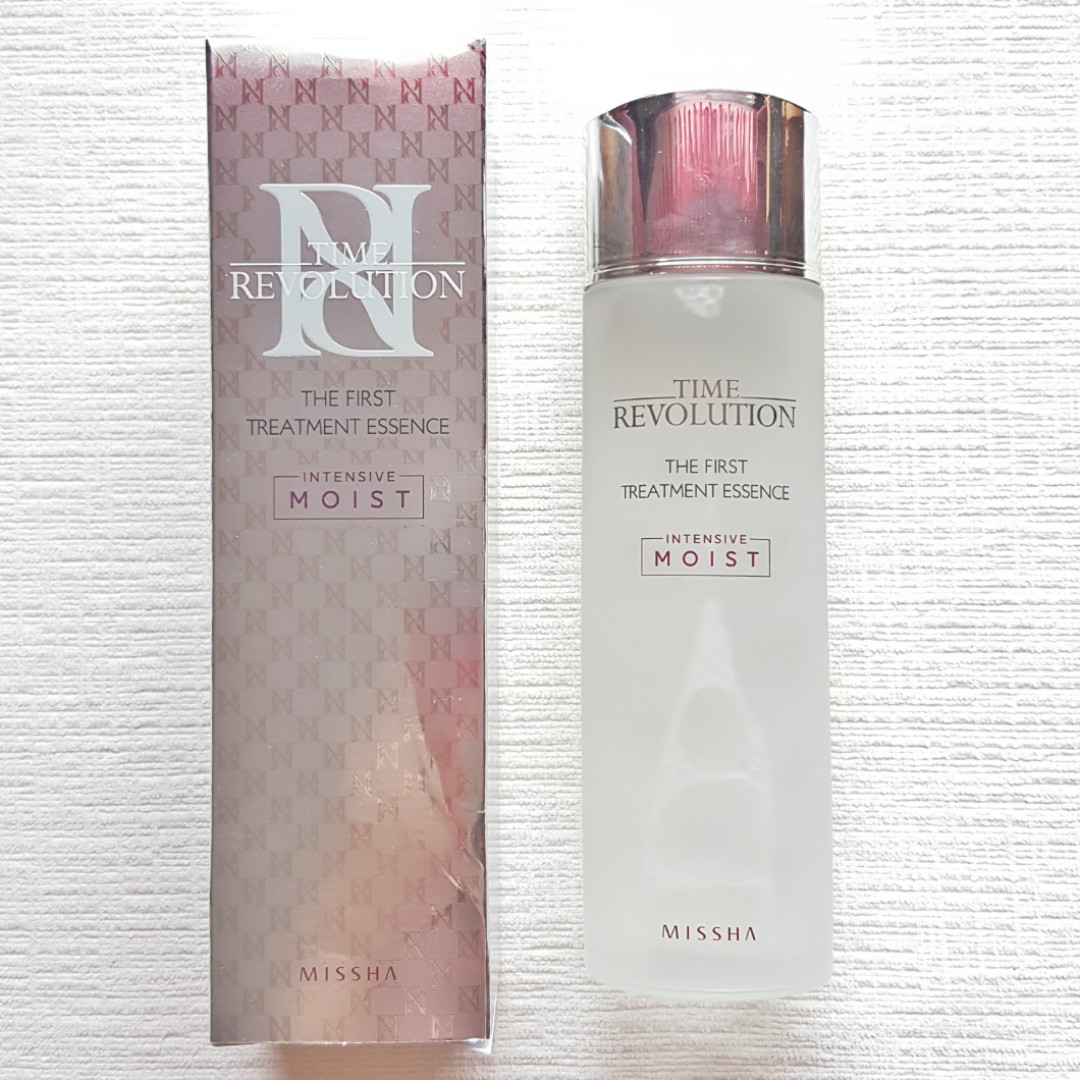 TIME
REVOLUTION
THE FIRST
TREATMENT ESSENCE
INTENSIVE
MOIST
MISSHA
TIME
REVOLUTION
THE FIRST
TREATMENT ESSENCE
INTENSIVE
MOIST
MISSHA